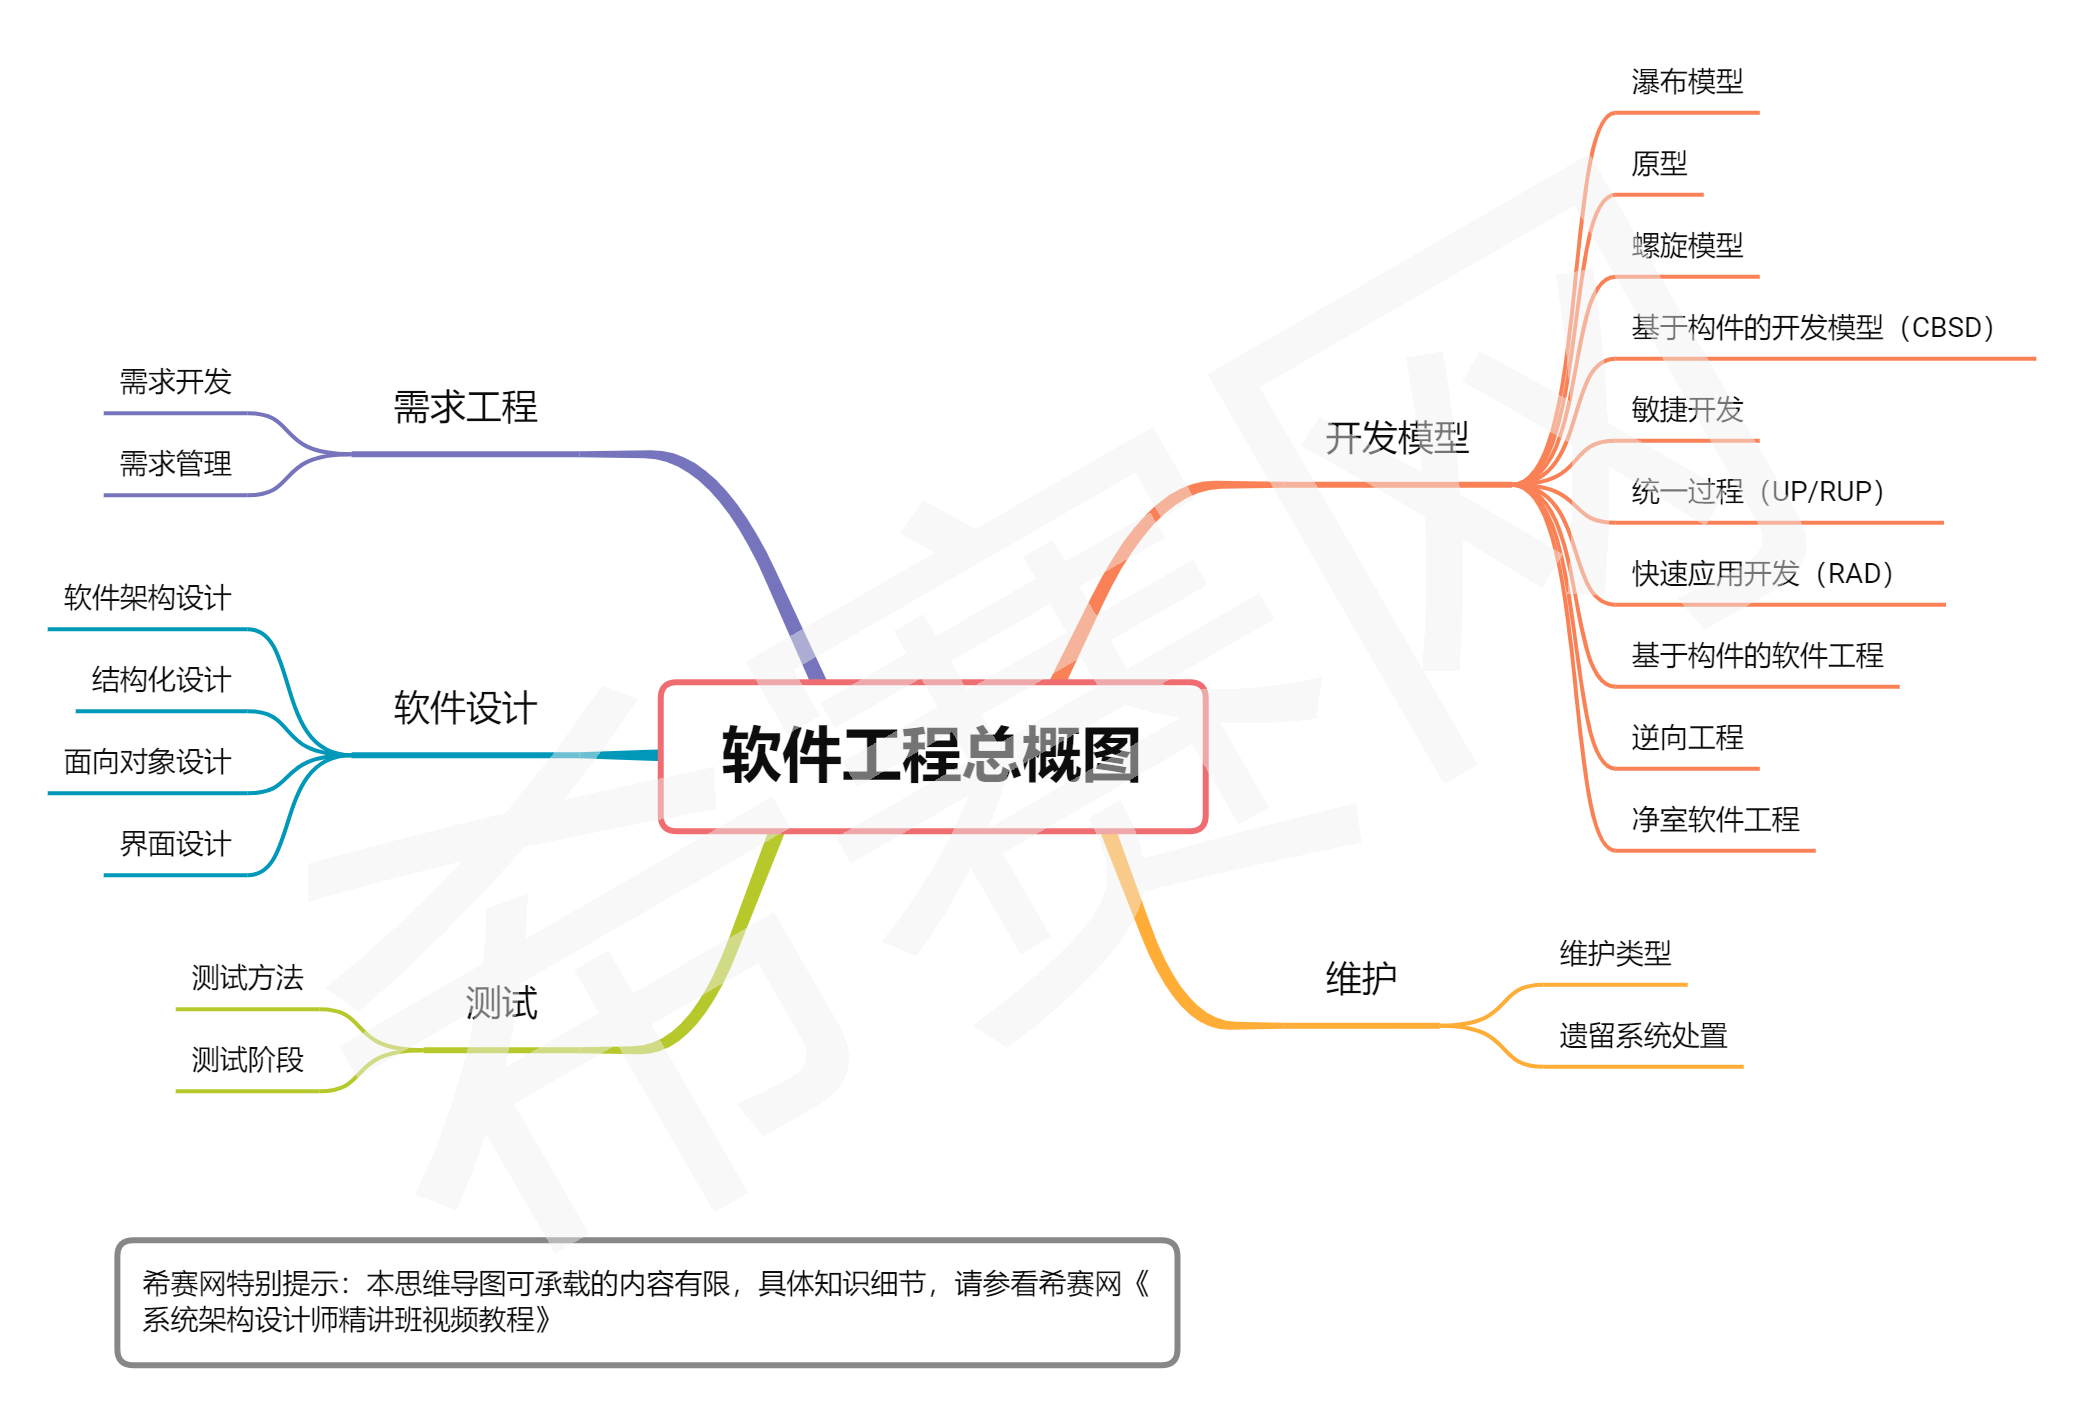 软件工程总概图
开发模型
瀑布模型
原型
螺旋模型
基于构件的开发模型（CBSD）
敏捷开发
统一过程（UP/RUP）
快速应用开发（RAD）
基于构件的软件工程
逆向工程
净室软件工程
维护
维护类型
遗留系统处置
需求工程
需求开发
需求管理
软件设计
软件架构设计
结构化设计
面向对象设计
界面设计
测试
测试方法
测试阶段
希赛网特别提示：本思维导图可承载的内容有限，具体知识细节，请参看希赛网《
系统架构设计师精讲班视频教程》
希赛网